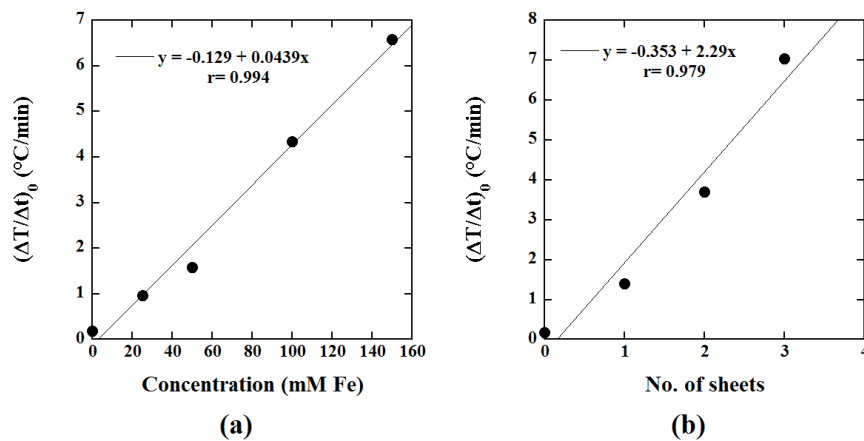 7
6
5
4
3
2
1
0
y = -0.129 + 0.0439x
r= 0.994
(ΔT/Δt)₀ (°C/min)
0 20 40 60 80 100 120 140 160
Concentration (mM Fe)
(a)
8
7
6
5
4
3
2
1
0
y = -0.353 + 2.29x
r= 0.979
(ΔT/Δt)₀ (°C/min)
0 1 2 3 4
No. of sheets
(b)